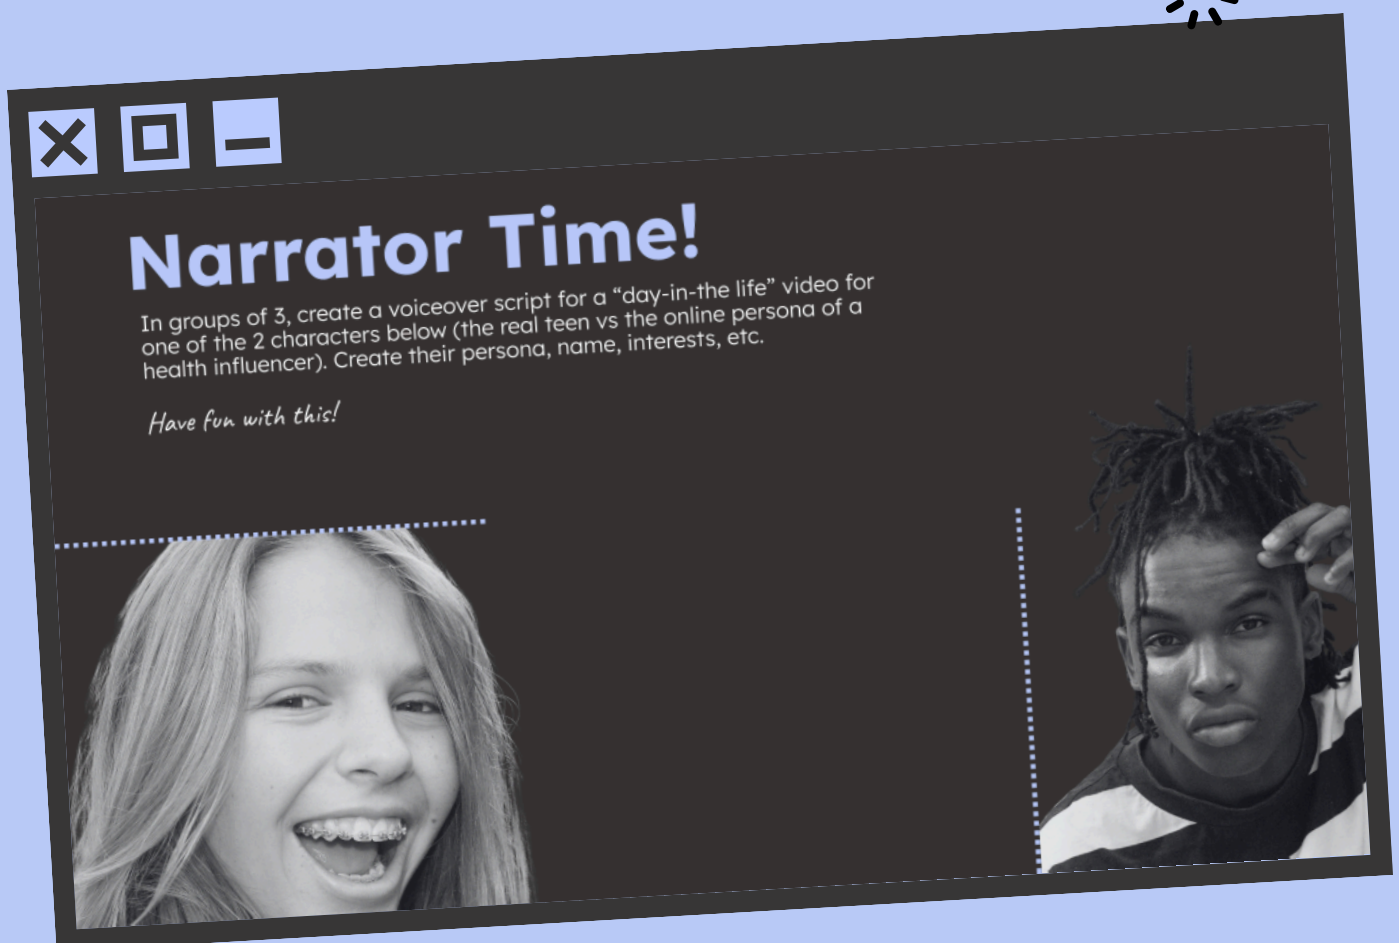 Narrator Time!
In groups of 3, create a voiceover script for a “day-in-the life” video for
one of the 2 characters below (the real teen vs the online persona of a
health influencer). Create their persona, name, interests, etc.
Have fun with this!